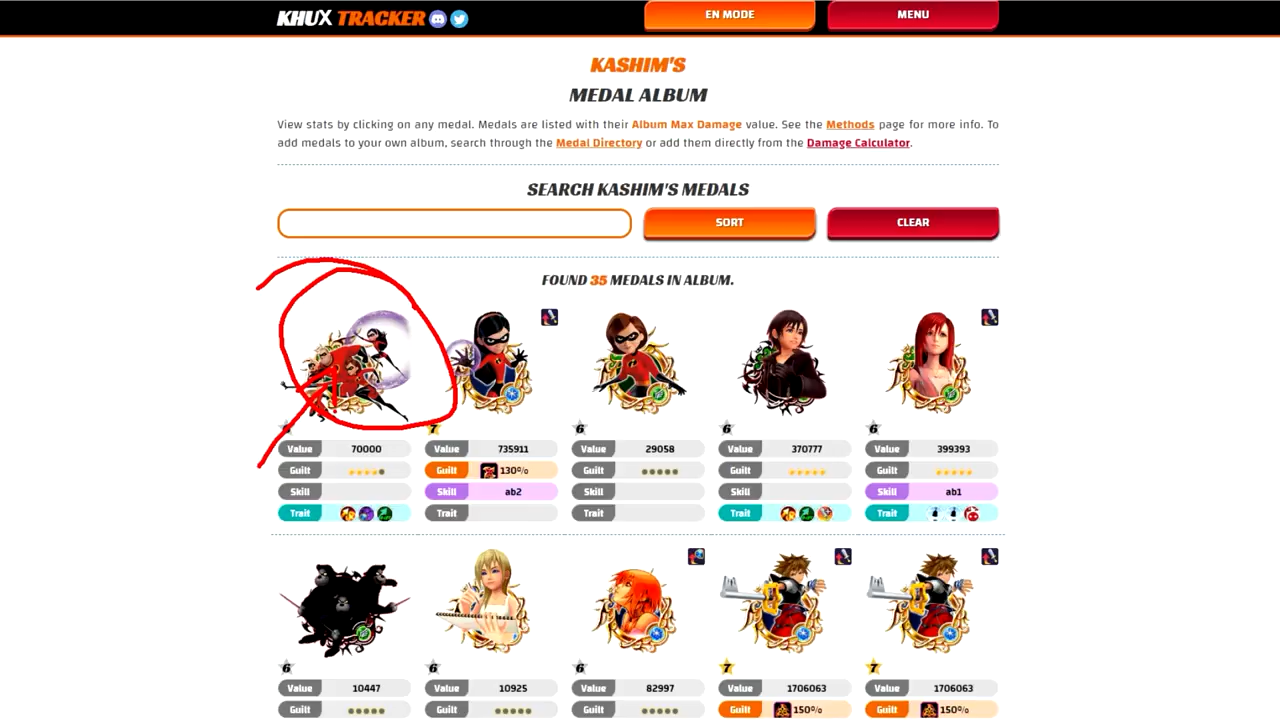 KHUX TRACKER
EN MODE
MENU
KASHIM'S
MEDAL ALBUM
View stats by clicking on any medal. Medals are listed with their Album Max Damage value. See the Methods page for more info. To
add medals to your own album, search through the Medal Directory or add them directly from the Damage Calculator.
SEARCH KASHIM'S MEDALS
SORT
CLEAR
FOUND 35 MEDALS IN ALBUM.
6 7 6 6 6
Value 70000 Value 735911 Value 29058 Value 370777 Value 399393
Guilt Guilt 130% Guilt Guilt Guilt
Skill Skill ab2 Skill Skill Skill ab1
Trait Trait Trait Trait Trait
6 6 6 7 7
Value 10447 Value 10925 Value 82997 Value 1706063 Value 1706063
Guilt Guilt Guilt Guilt 150% Guilt 150%